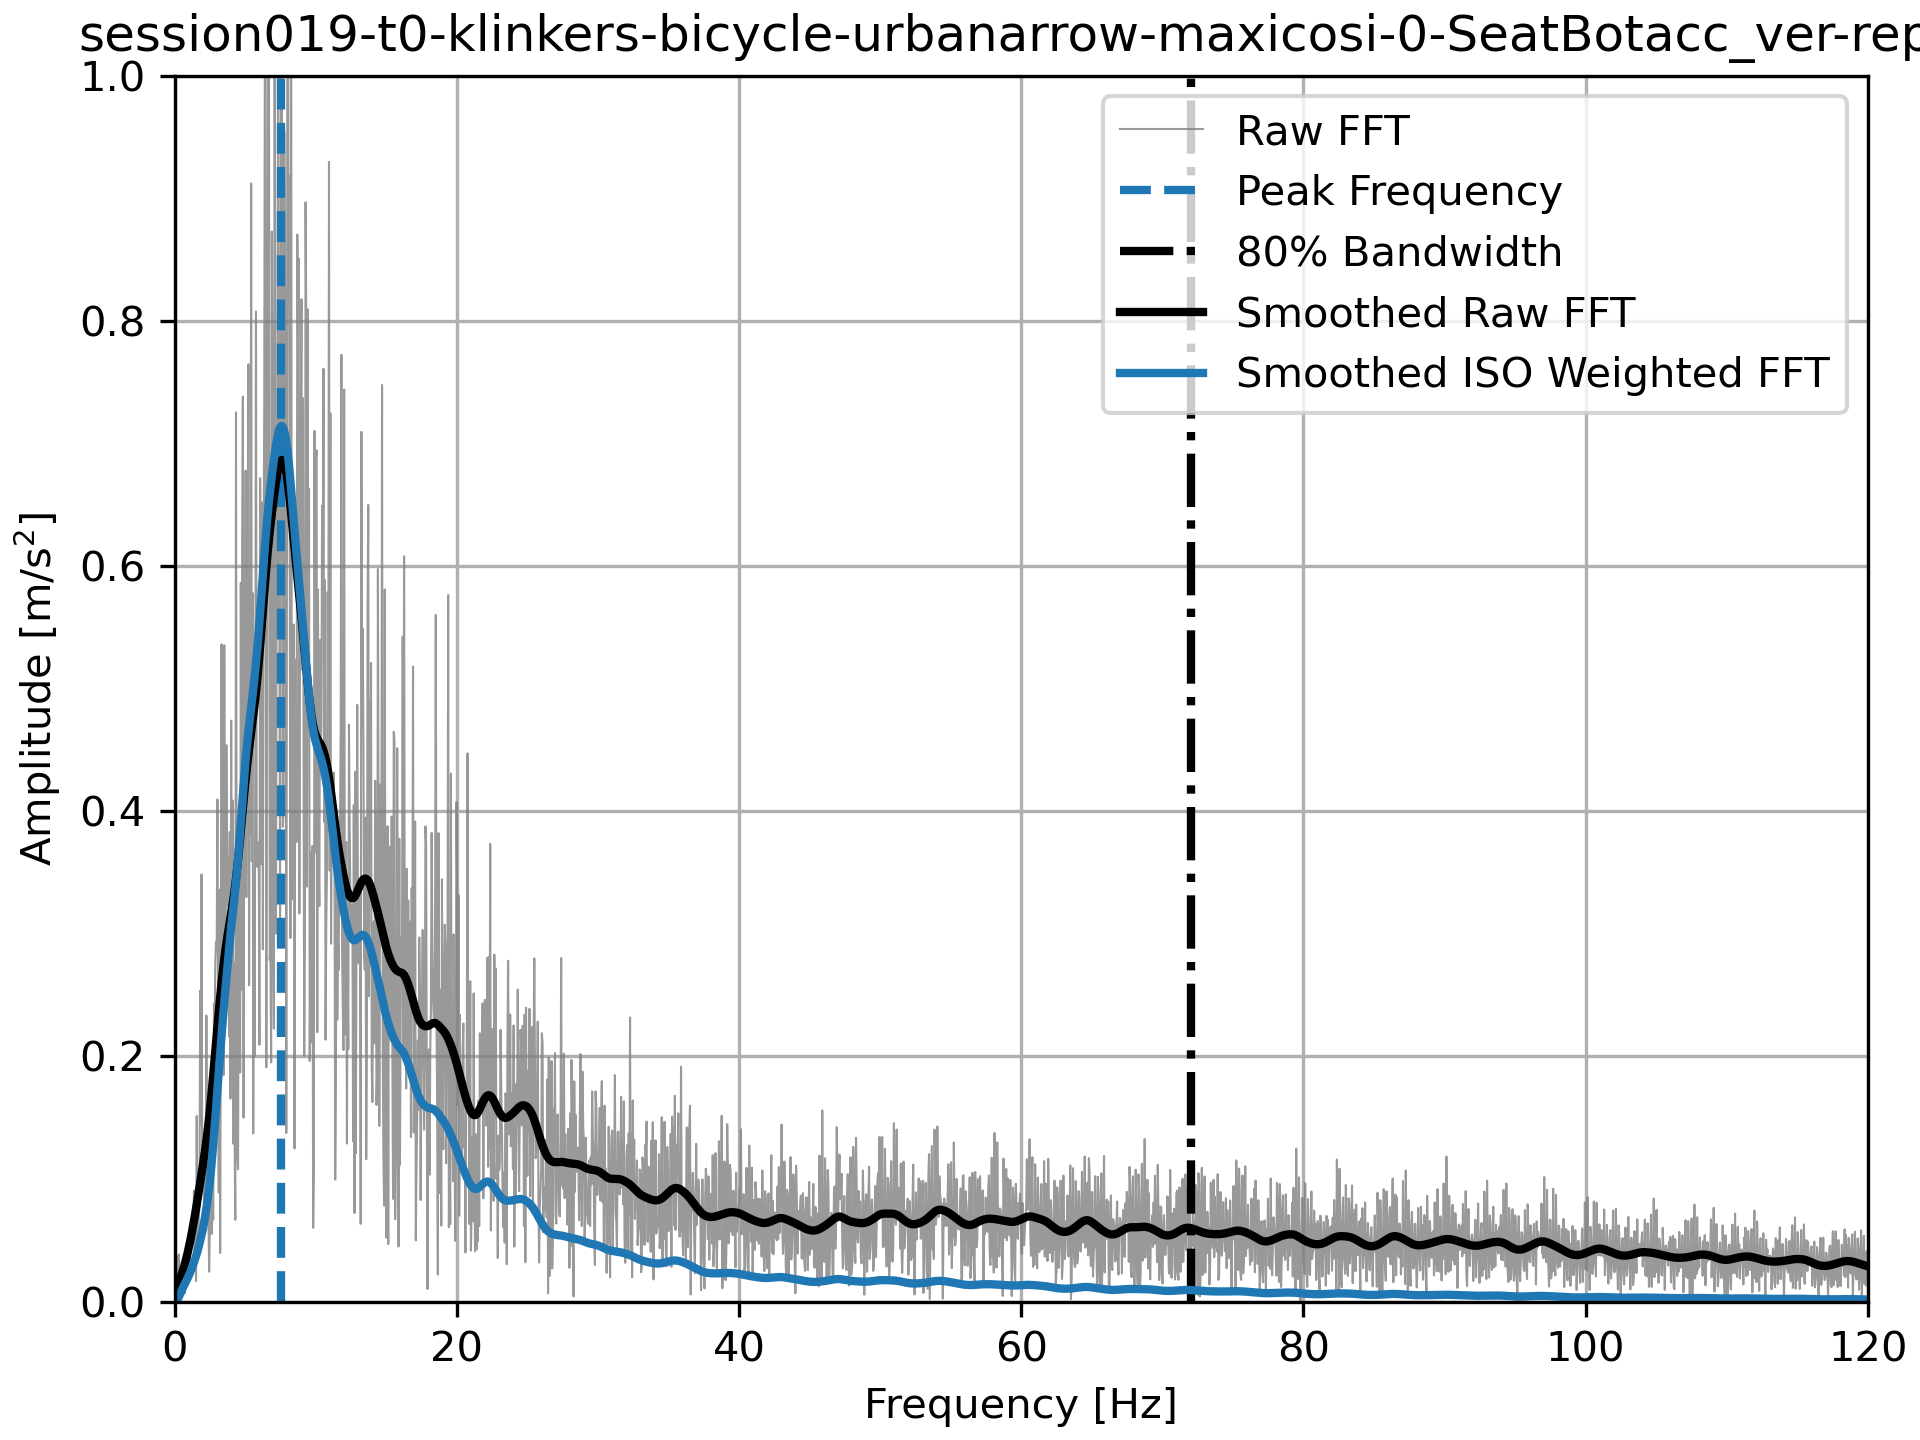 session019-t0-klinkers-bicycle-urbanarrow-maxicosi-0-SeatBotacc_ver-rep
1.0
0.8
0.6
0.4
0.2
0.0
Amplitude [m/s²]
Raw FFT
Peak Frequency
80% Bandwidth
Smoothed Raw FFT
Smoothed ISO Weighted FFT
0 20 40 60 80 100 120
Frequency [Hz]